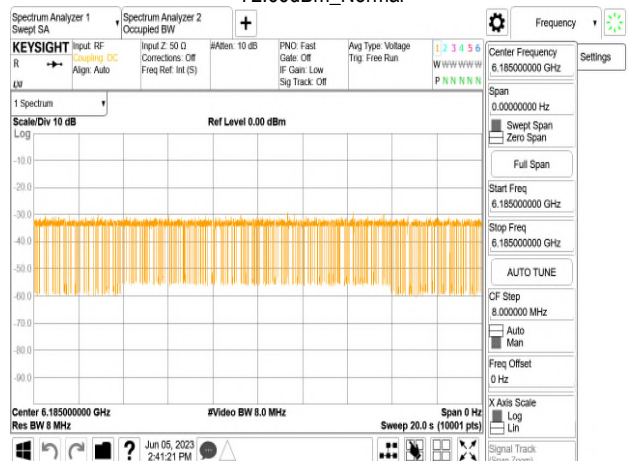 Spectrum Analyzer 1
Swept SA
Spectrum Analyzer 2
Occupied BW
+
Frequency
KEYSIGHT
R
Input: RF
Coupling: DC
Align: Auto
Input Z: 50 Ω
Corrections: Off
Freq Ref: Int (S)
#Atten: 10 dB
PNO: Fast
Gate: Off
IF Gain: Low
Sig Track: Off
Avg Type: Voltage
Trig: Free Run
1 2 3 4 5 6
W W W W W W
P N N N N N
Center Frequency
6.185000000 GHz
Settings
Span
0.00000000 Hz
Swept Span
Zero Span
Full Span
Start Freq
6.185000000 GHz
Stop Freq
6.185000000 GHz
AUTO TUNE
CF Step
8.000000 MHz
Auto
Man
Freq Offset
0 Hz
X Axis Scale
Log
Lin
Signal Track
(Span Zoom)
1 Spectrum
Scale/Div 10 dB
Ref Level 0.00 dBm
Log
-10.0
-20.0
-30.0
-40.0
-50.0
-60.0
-70.0
-80.0
-90.0
Center 6.185000000 GHz
#Video BW 8.0 MHz
Span 0 Hz
Res BW 8 MHz
Sweep 20.0 s (10001 pts)
?
Jun 05, 2023
2:41:21 PM